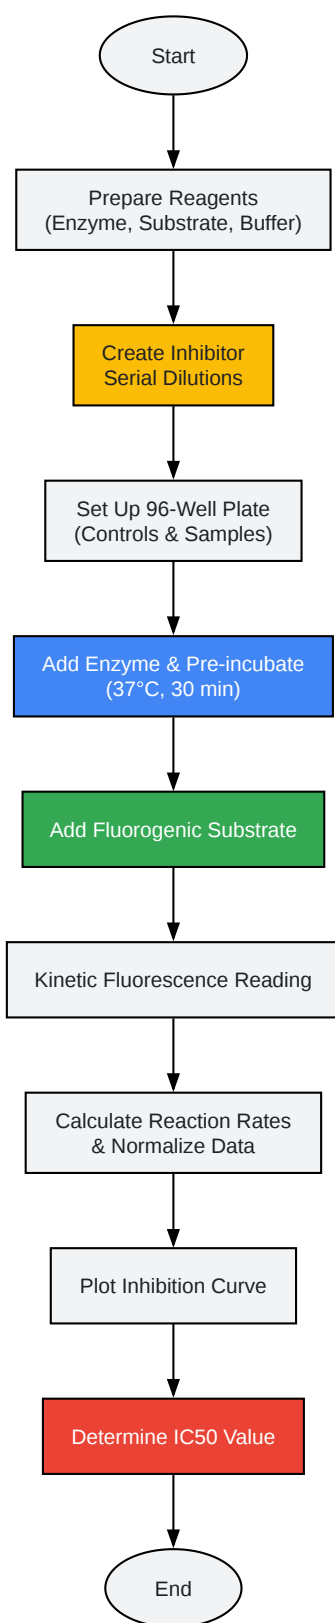 Start
Prepare Reagents
(Enzyme, Substrate, Buffer)
Create Inhibitor
Serial Dilutions
Set Up 96-Well Plate
(Controls & Samples)
Add Enzyme & Pre-incubate
(37°C, 30 min)
Add Fluorogenic Substrate
Kinetic Fluorescence Reading
Calculate Reaction Rates
& Normalize Data
Plot Inhibition Curve
Determine IC50 Value
End